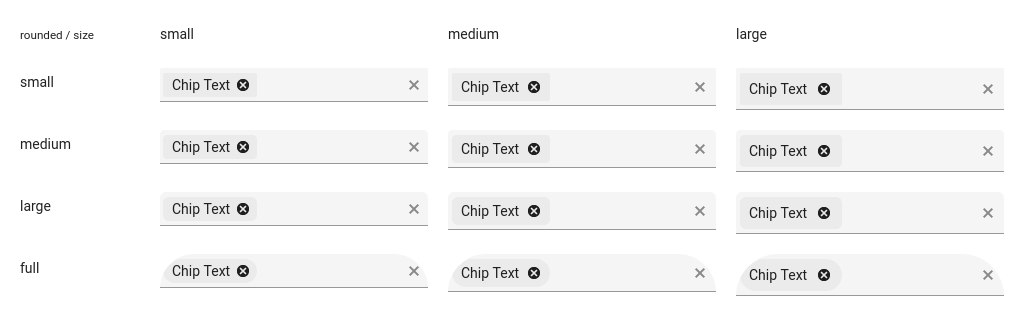 rounded / size small medium large
small Chip Text Chip Text Chip Text
medium Chip Text Chip Text Chip Text
large Chip Text Chip Text Chip Text
full Chip Text Chip Text Chip Text